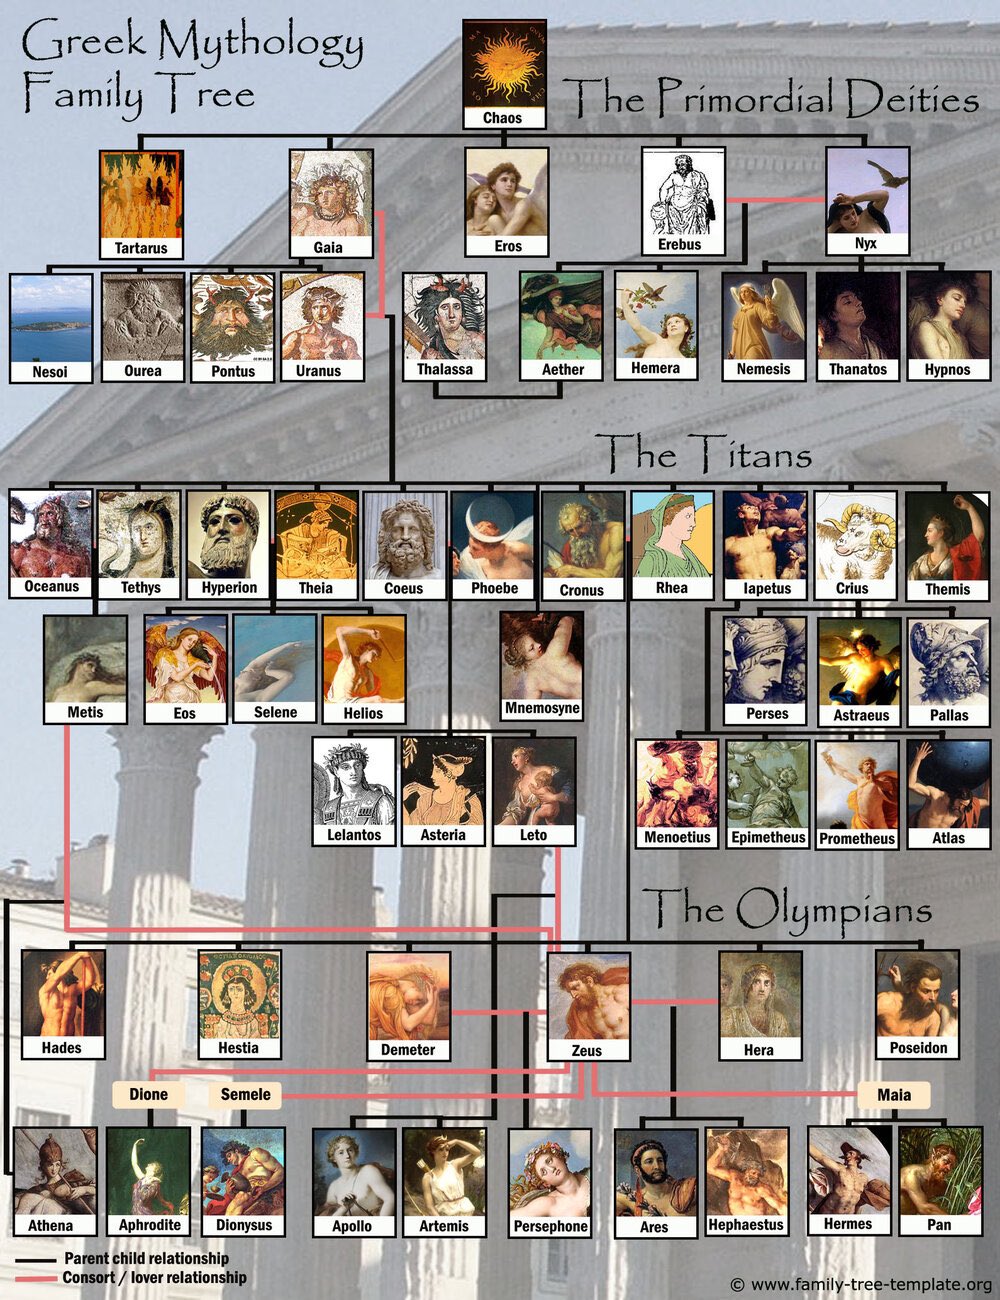 Greek Mythology
Family Tree
The Primordial Deities
Chaos
Tartarus
Gaia
Eros
Erebus
Nyx
Nesoi
Ourea
Pontus
Uranus
Thalassa
Aether
Hemera
Nemesis
Thanatos
Hypnos
The Titans
Oceanus
Tethys
Hyperion
Theia
Coeus
Phoebe
Cronus
Rhea
Iapetus
Crius
Themis
Metis
Eos
Selene
Helios
Mnemosyne
Perses
Astraeus
Pallas
Lelantos
Asteria
Leto
Menoetius
Epimetheus
Prometheus
Atlas
The Olympians
Hades
Hestia
Demeter
Zeus
Hera
Poseidon
Dione
Semele
Maia
Athena
Aphrodite
Dionysus
Apollo
Artemis
Persephone
Ares
Hephaestus
Hermes
Pan
Parent child relationship
Consort / lover relationship
© www.family-tree-template.org